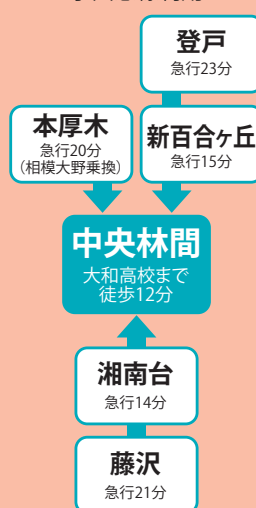 登戸
急行23分
本厚木
急行20分
（相模大野乗換）
新百合ヶ丘
急行15分
中央林間
大和高校まで
徒歩12分
湘南台
急行14分
藤沢
急行21分